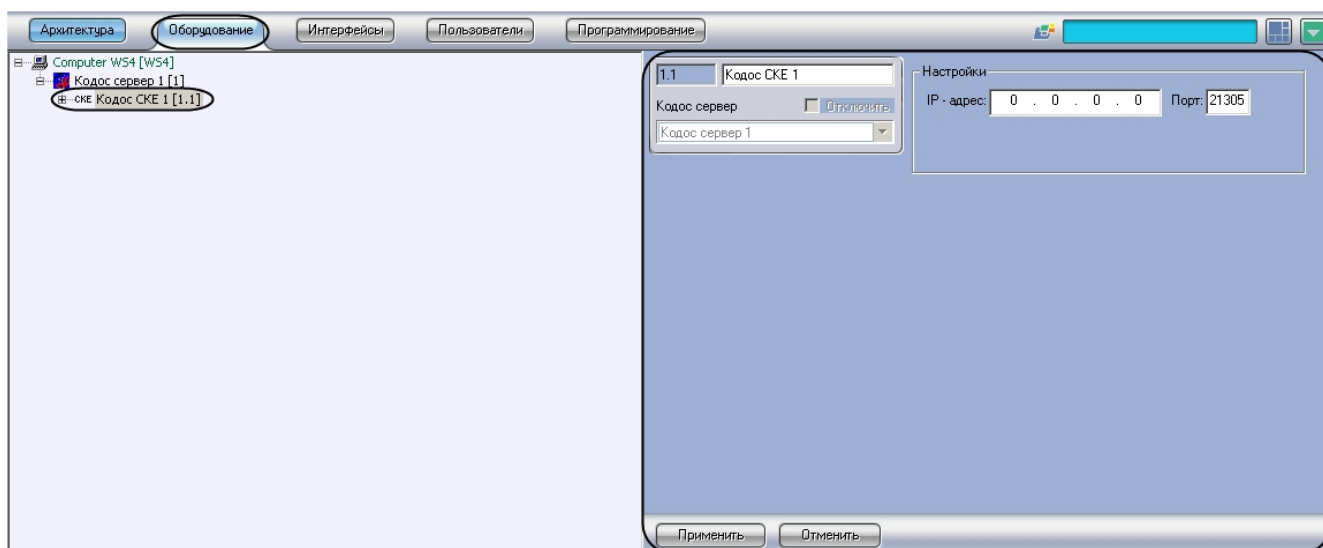 Архитектура Оборудование Интерфейсы Пользователи Программирование
Computer WS4 [WS4]
Кодос сервер 1 [1]
СКЕ Кодос СКЕ 1 [1.1]
1.1 Кодос СКЕ 1
Кодос сервер Отключить
Кодос сервер 1
Настройки
IP - адрес: 0 . 0 . 0 . 0 Порт: 21305
Применить Отменить